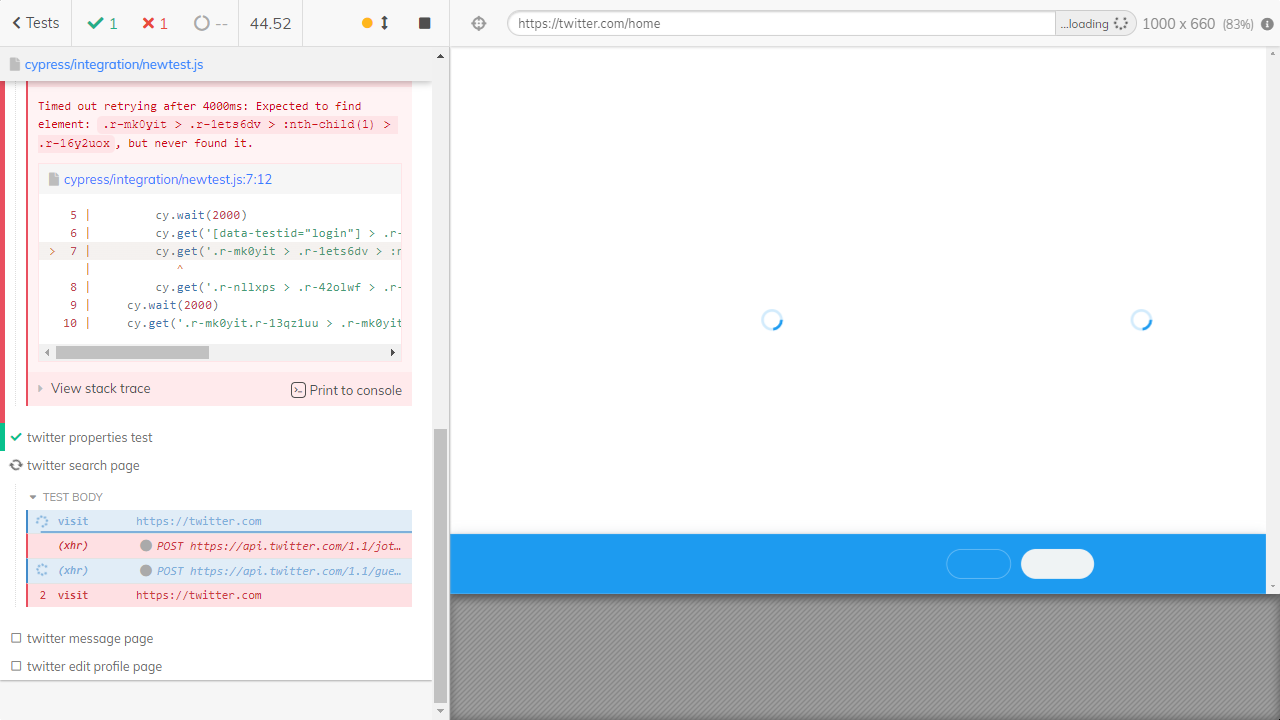 Tests
1
1
--
44.52
https://twitter.com/home
...loading
1000 x 660 (83%)
cypress/integration/newtest.js
Timed out retrying after 4000ms: Expected to find
element: .r-mk0yit > .r-1ets6dv > :nth-child(1) >
.r-16y2uox, but never found it.
cypress/integration/newtest.js:7:12
5 | cy.wait(2000)
6 | cy.get('[data-testid="login"] > .r-
> 7 | cy.get('.r-mk0yit > .r-1ets6dv > :n
| ^
8 | cy.get('.r-nllxps > .r-42olwf > .r-
9 | cy.wait(2000)
10 | cy.get('.r-mk0yit.r-13qz1uu > .r-mk0yit
View stack trace
Print to console
twitter properties test
twitter search page
TEST BODY
visit https://twitter.com
(xhr) POST https://api.twitter.com/1.1/jot…
(xhr) POST https://api.twitter.com/1.1/gue…
2 visit https://twitter.com
twitter message page
twitter edit profile page